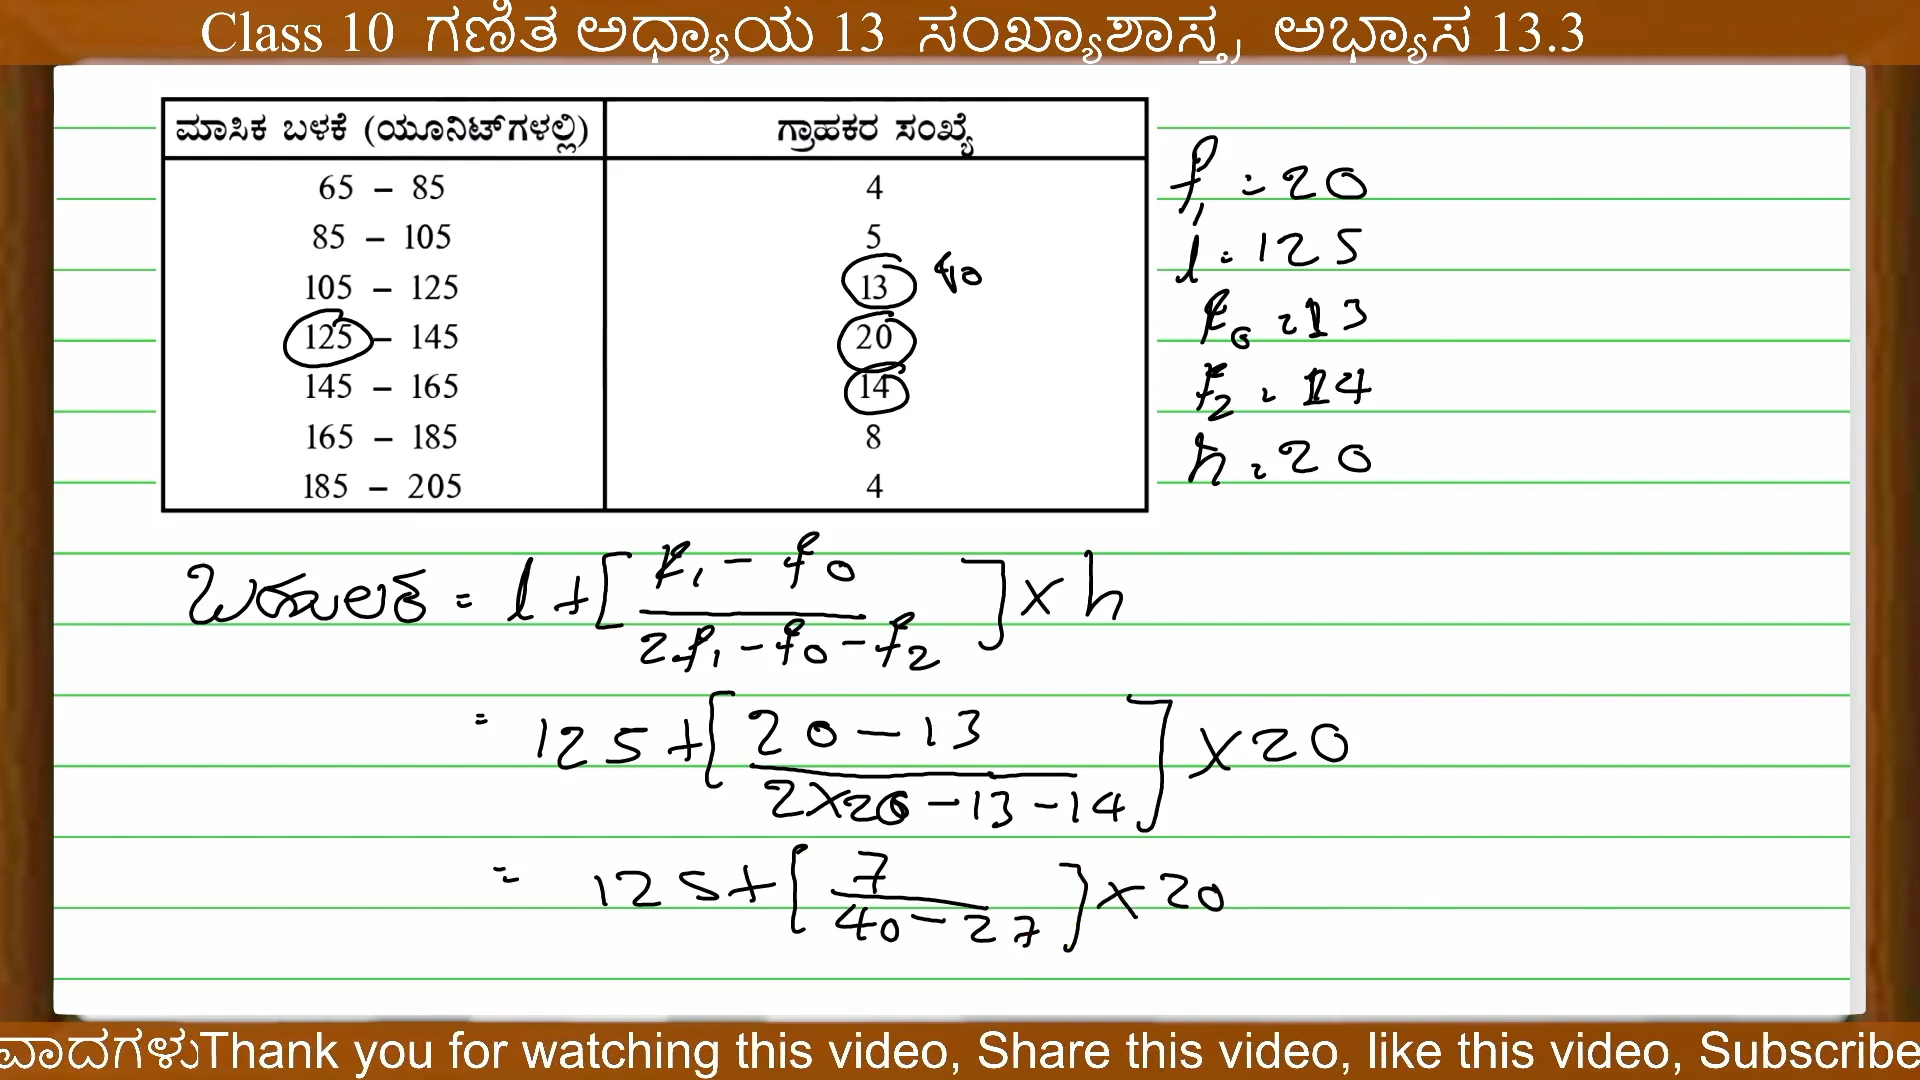 Class 10 ಗಣಿತ ಅಧ್ಯಾಯ 13 ಸಂಖ್ಯಾಶಾಸ್ತ್ರ, ಅಭ್ಯಾಸ 13.3
ಮಾಸಿಕ ಬಳಕೆ (ಯೂನಿಟ್‌ಗಳಲ್ಲಿ) ಗ್ರಾಹಕರ ಸಂಖ್ಯೆ
65 – 85 4
85 – 105 5
105 – 125 13 f0
125 – 145 20
145 – 165 14
165 – 185 8
185 – 205 4
f1 = 20
l = 125
f0 = 13
f2 = 14
h = 20
ಬಹುಲಕ = l + [ f1 – f0 / 2f1 – f0 – f2 ] × h
= 125 + [ 20 – 13 / 2×20 – 13 – 14 ] × 20
= 125 + [ 7 / 40 – 27 ] × 20
ವಾದಗಳು Thank you for watching this video, Share this video, like this video, Subscribe